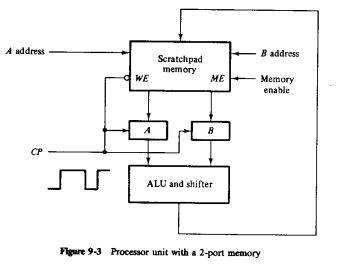 A address
Scratchpad
memory
B address
WE
ME
Memory
enable
A
B
CP
ALU and shifter
Figure 9-3 Processor unit with a 2-port memory